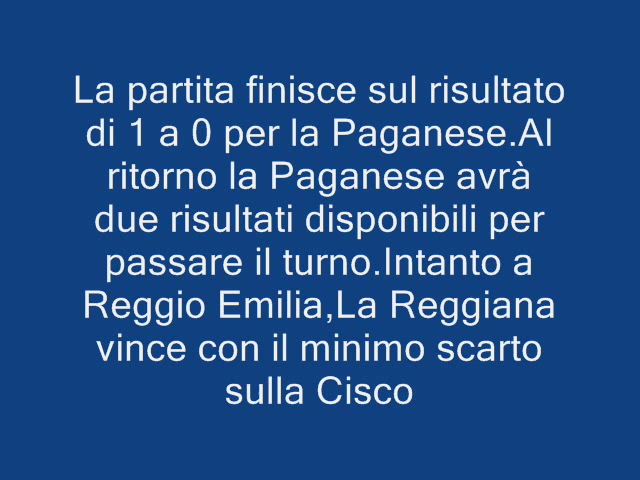 La partita finisce sul risultato
di 1 a 0 per la Paganese.Al
ritorno la Paganese avrà
due risultati disponibili per
passare il turno.Intanto a
Reggio Emilia,La Reggiana
vince con il minimo scarto
sulla Cisco